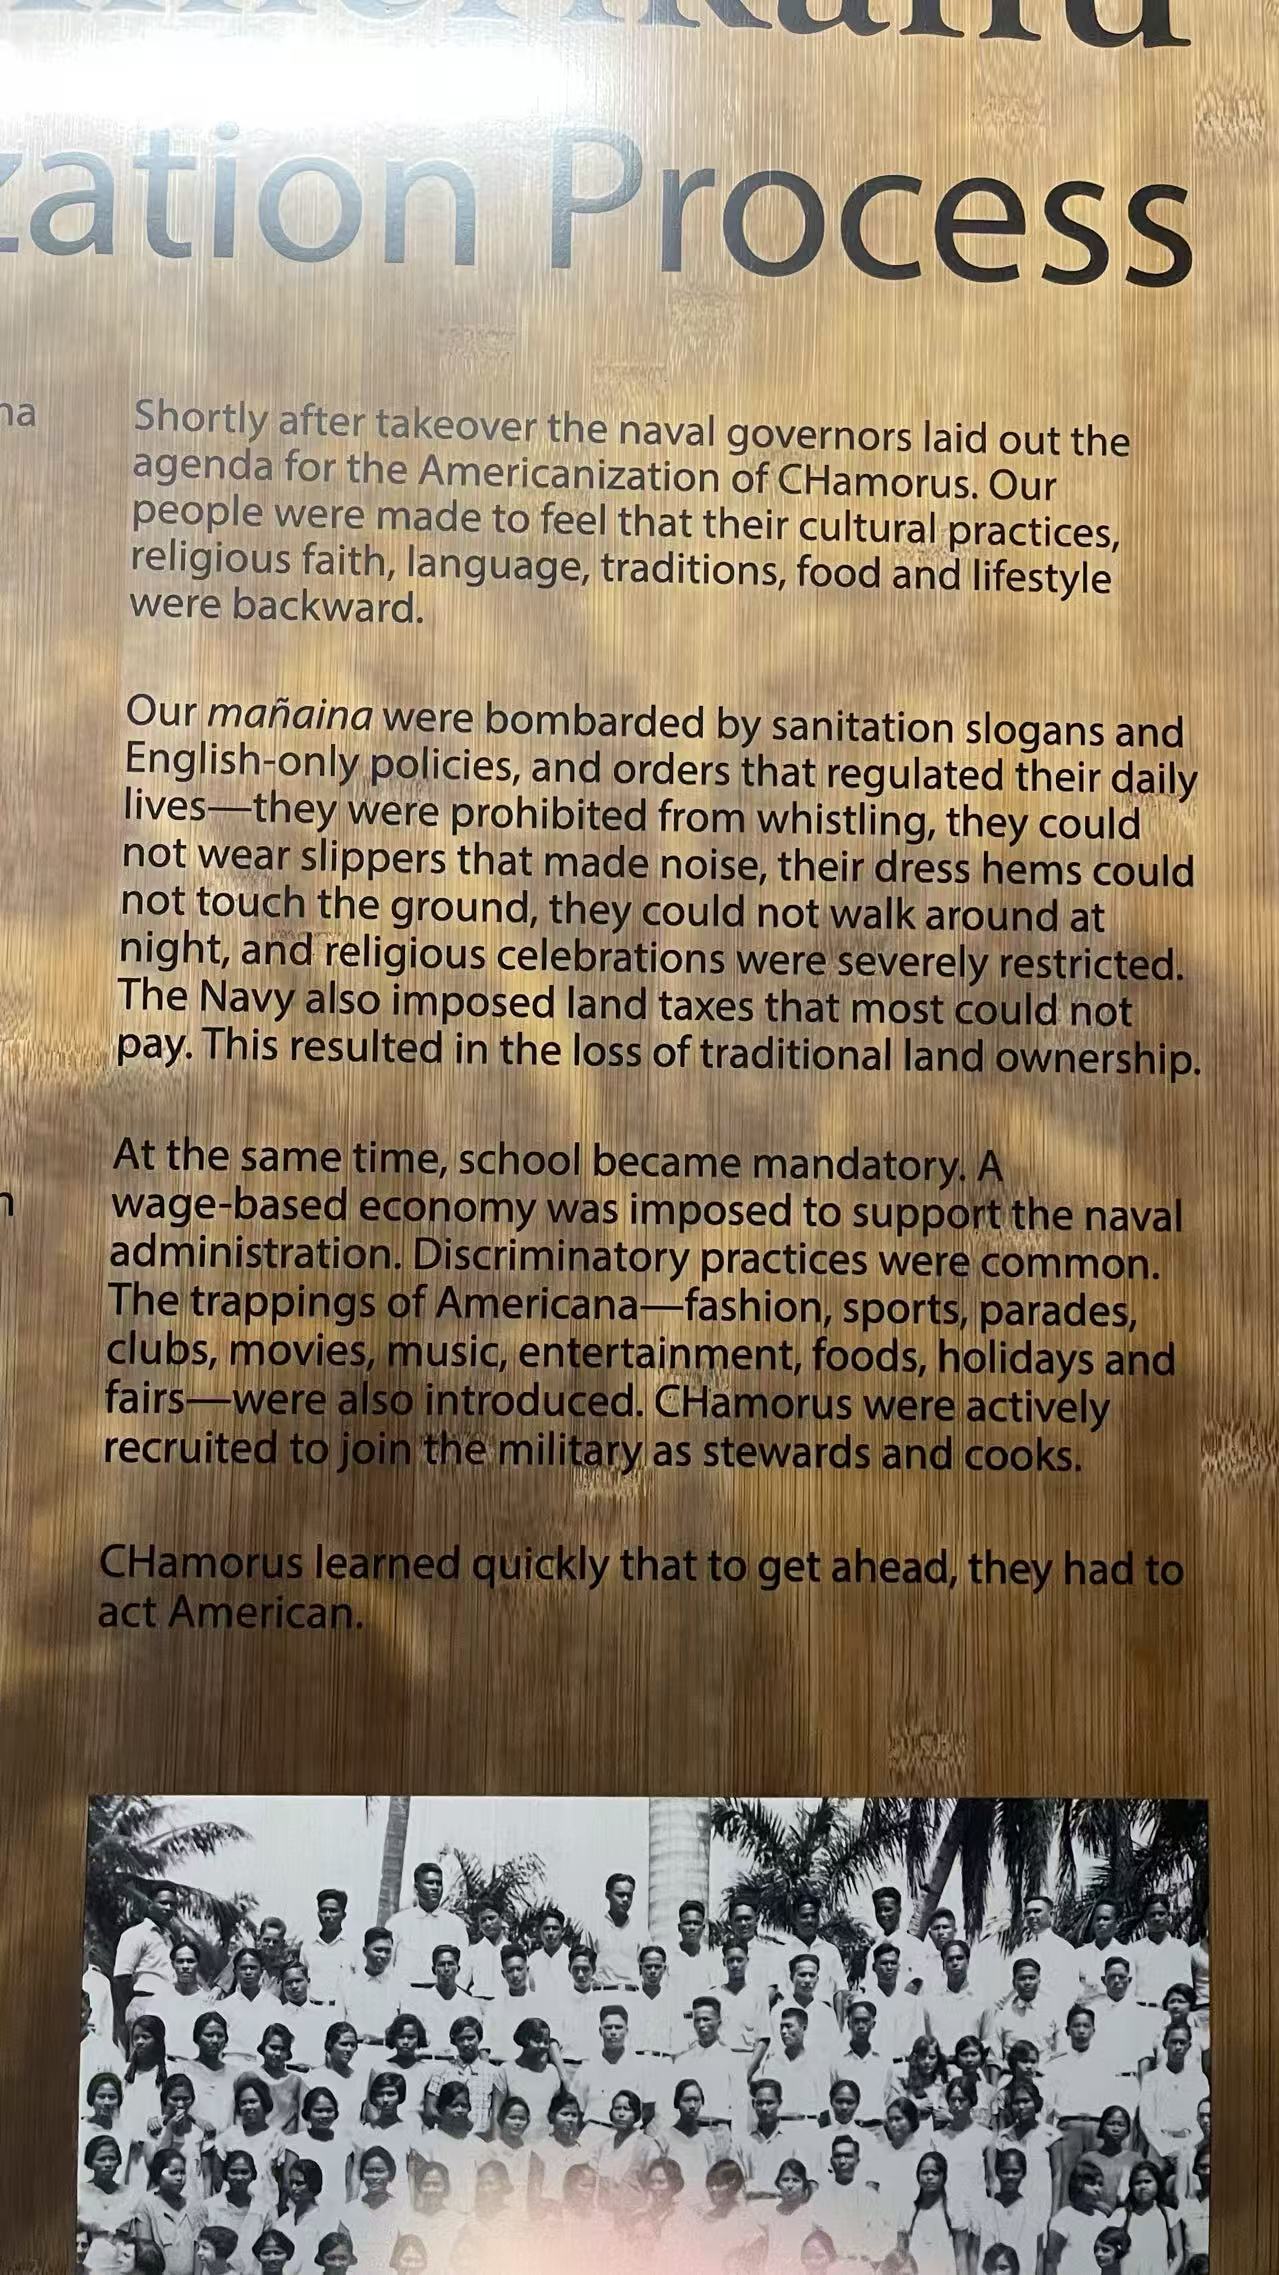 zation Process
na
Shortly after takeover the naval governors laid out the
agenda for the Americanization of CHamorus. Our
people were made to feel that their cultural practices,
religious faith, language, traditions, food and lifestyle
were backward.
Our mañaina were bombarded by sanitation slogans and
English-only policies, and orders that regulated their daily
lives—they were prohibited from whistling, they could
not wear slippers that made noise, their dress hems could
not touch the ground, they could not walk around at
night, and religious celebrations were severely restricted.
The Navy also imposed land taxes that most could not
pay. This resulted in the loss of traditional land ownership.
At the same time, school became mandatory. A
wage-based economy was imposed to support the naval
administration. Discriminatory practices were common.
The trappings of Americana—fashion, sports, parades,
clubs, movies, music, entertainment, foods, holidays and
fairs—were also introduced. CHamorus were actively
recruited to join the military as stewards and cooks.
CHamorus learned quickly that to get ahead, they had to
act American.